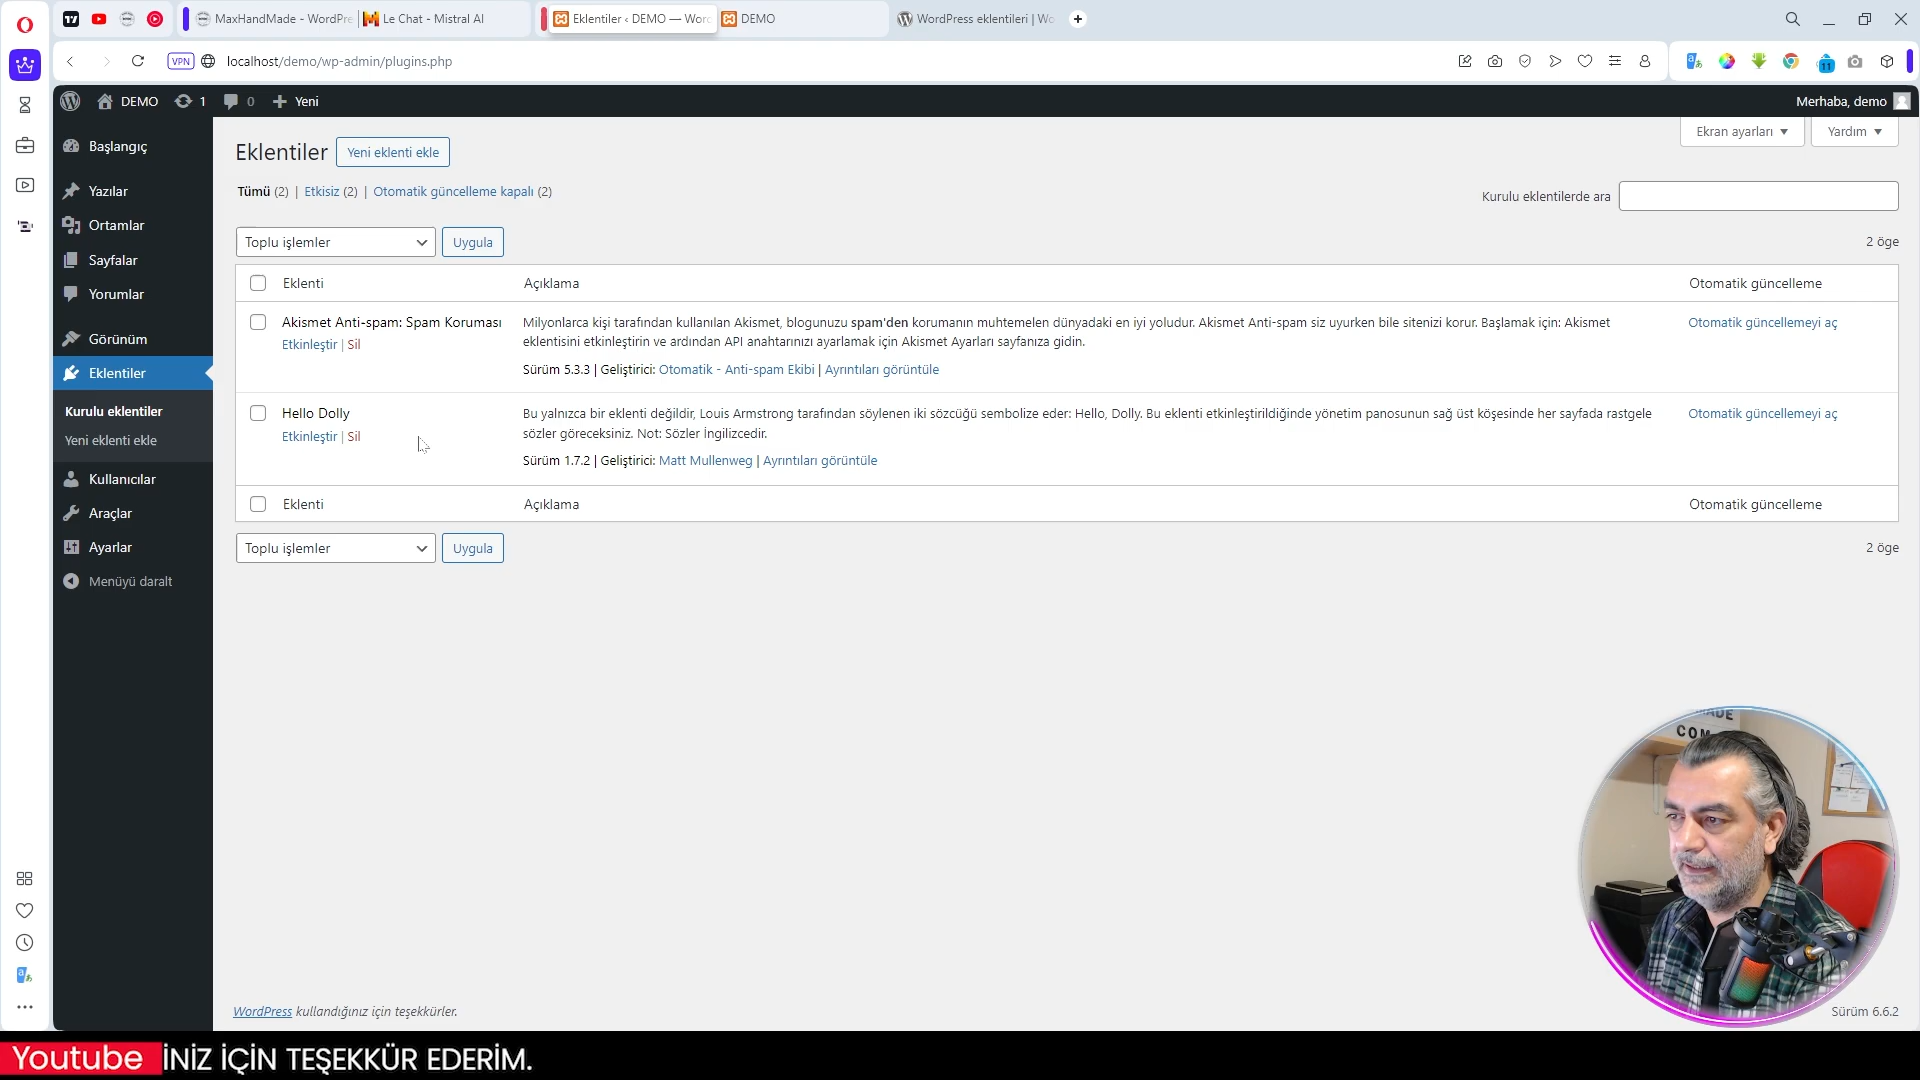 MaxHandMade - WordPre
Le Chat - Mistral AI
Eklentiler ‹ DEMO — Word
DEMO
WordPress eklentileri | Wo
VPN
localhost/demo/wp-admin/plugins.php
11
DEMO
1
0
Yeni
Merhaba, demo
Başlangıç
Yazılar
Ortamlar
Sayfalar
Yorumlar
Görünüm
Eklentiler
Kurulu eklentiler
Yeni eklenti ekle
Kullanıcılar
Araçlar
Ayarlar
Menüyü daralt
Ekran ayarları
Yardım
Eklentiler
Yeni eklenti ekle
Tümü (2) | Etkisiz (2) | Otomatik güncelleme kapalı (2)
Kurulu eklentilerde ara
Toplu işlemler
Uygula
2 öge
Eklenti
Açıklama
Otomatik güncelleme
Akismet Anti-spam: Spam Koruması
Etkinleştir | Sil
Milyonlarca kişi tarafından kullanılan Akismet, blogunuzu spam'den korumanın muhtemelen dünyadaki en iyi yoludur. Akismet Anti-spam siz uyurken bile sitenizi korur. Başlamak için: Akismet
eklentisini etkinleştirin ve ardından API anahtarınızı ayarlamak için Akismet Ayarları sayfanıza gidin.
Sürüm 5.3.3 | Geliştirici: Otomatik - Anti-spam Ekibi | Ayrıntıları görüntüle
Otomatik güncellemeyi aç
Hello Dolly
Etkinleştir | Sil
Bu yalnızca bir eklenti değildir, Louis Armstrong tarafından söylenen iki sözcüğü sembolize eder: Hello, Dolly. Bu eklenti etkinleştirildiğinde yönetim panosunun sağ üst köşesinde her sayfada rastgele
sözler göreceksiniz. Not: Sözler İngilizcedir.
Sürüm 1.7.2 | Geliştirici: Matt Mullenweg | Ayrıntıları görüntüle
Otomatik güncellemeyi aç
Eklenti
Açıklama
Otomatik güncelleme
Toplu işlemler
Uygula
2 öge
WordPress kullandığınız için teşekkürler.
Sürüm 6.6.2
Youtube İNİZ İÇİN TEŞEKKÜR EDERİM.